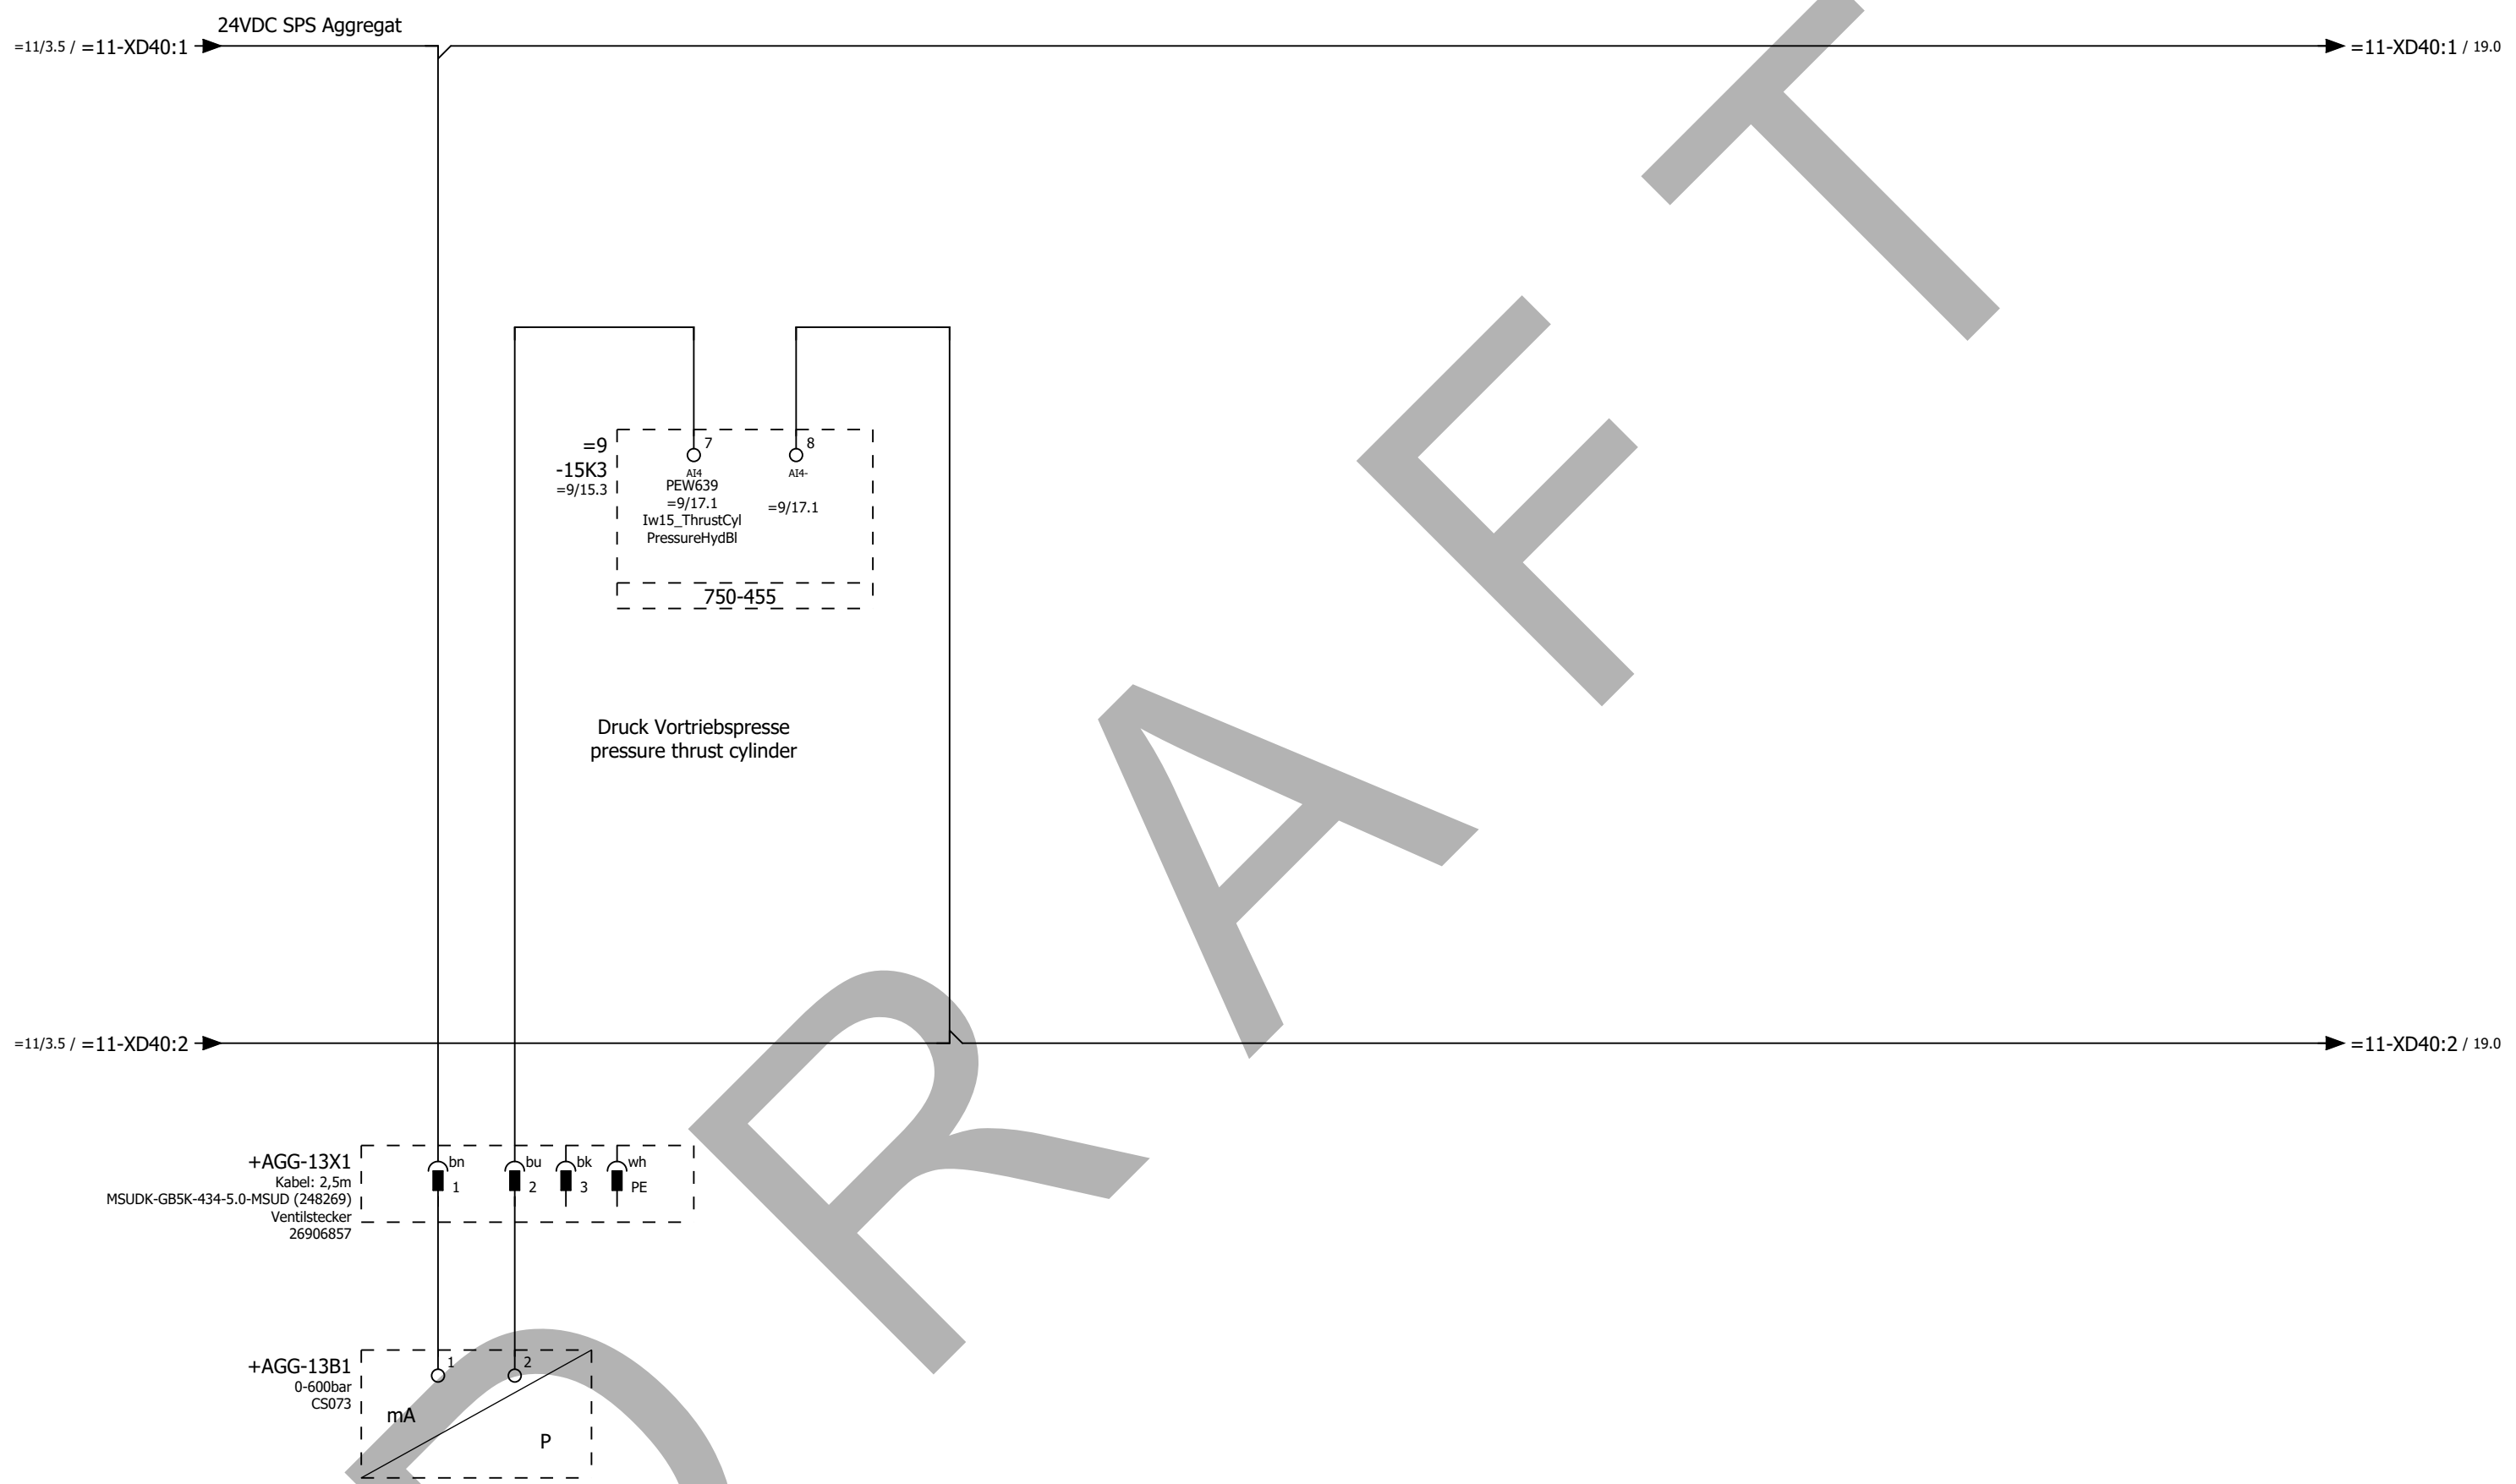 24VDC SPS Aggregat
=11/3.5 / =11-XD40:1
=11-XD40:1 / 19.0
=9
-15K3
=9/15.3
7
8
AI4
AI4-
PEW639
=9/17.1
=9/17.1
Iw15_ThrustCyl
PressureHydBl
750-455
Druck Vortriebspresse
pressure thrust cylinder
=11/3.5 / =11-XD40:2
=11-XD40:2 / 19.0
+AGG-13X1
Kabel: 2,5m
MSUDK-GB5K-434-5.0-MSUD (248269)
Ventilstecker
26906857
bn
bu
bk
wh
1
2
3
PE
+AGG-13B1
0-600bar
CS073
1
2
mA
P
DRAFT